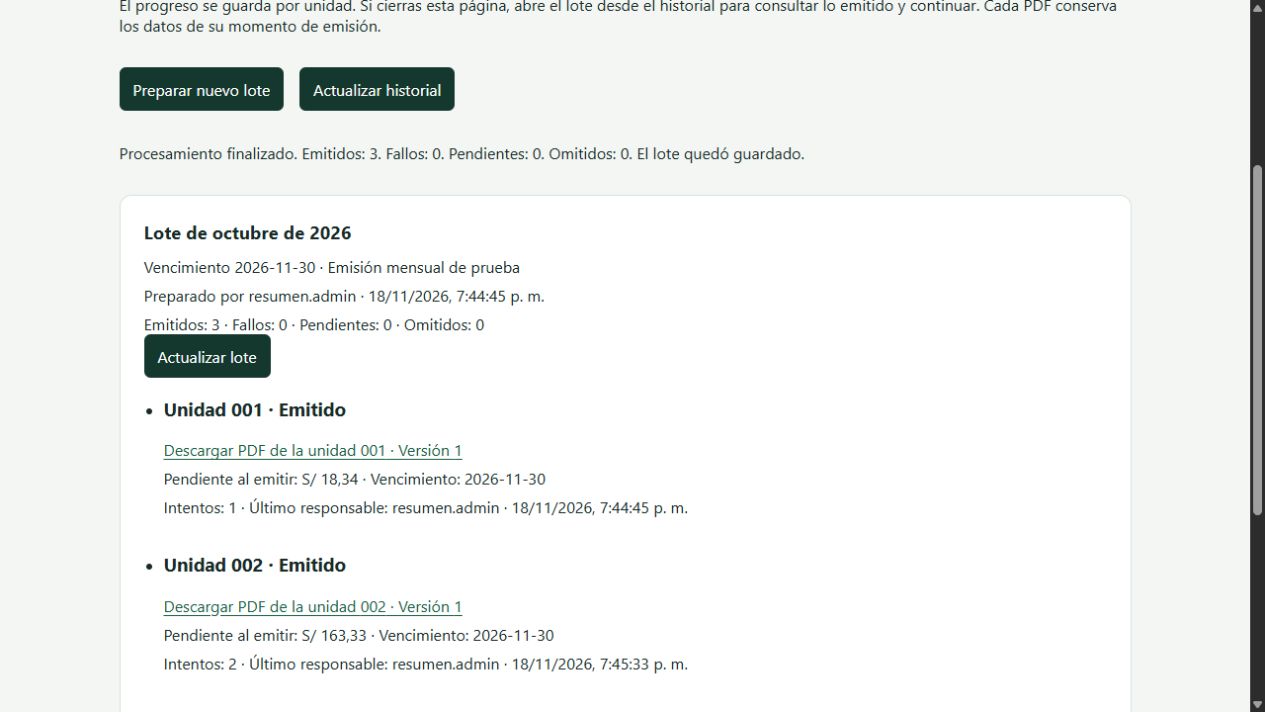 El progreso se guarda por unidad. Si cierras esta página, abre el lote desde el historial para consultar lo emitido y continuar. Cada PDF conserva
los datos de su momento de emisión.
Preparar nuevo lote
Actualizar historial
Procesamiento finalizado. Emitidos: 3. Fallos: 0. Pendientes: 0. Omitidos: 0. El lote quedó guardado.
Lote de octubre de 2026
Vencimiento 2026-11-30 · Emisión mensual de prueba
Preparado por resumen.admin · 18/11/2026, 7:44:45 p. m.
Emitidos: 3 · Fallos: 0 · Pendientes: 0 · Omitidos: 0
Actualizar lote
• Unidad 001 · Emitido
Descargar PDF de la unidad 001 · Versión 1
Pendiente al emitir: S/ 18,34 · Vencimiento: 2026-11-30
Intentos: 1 · Último responsable: resumen.admin · 18/11/2026, 7:44:45 p. m.
• Unidad 002 · Emitido
Descargar PDF de la unidad 002 · Versión 1
Pendiente al emitir: S/ 163,33 · Vencimiento: 2026-11-30
Intentos: 2 · Último responsable: resumen.admin · 18/11/2026, 7:45:33 p. m.